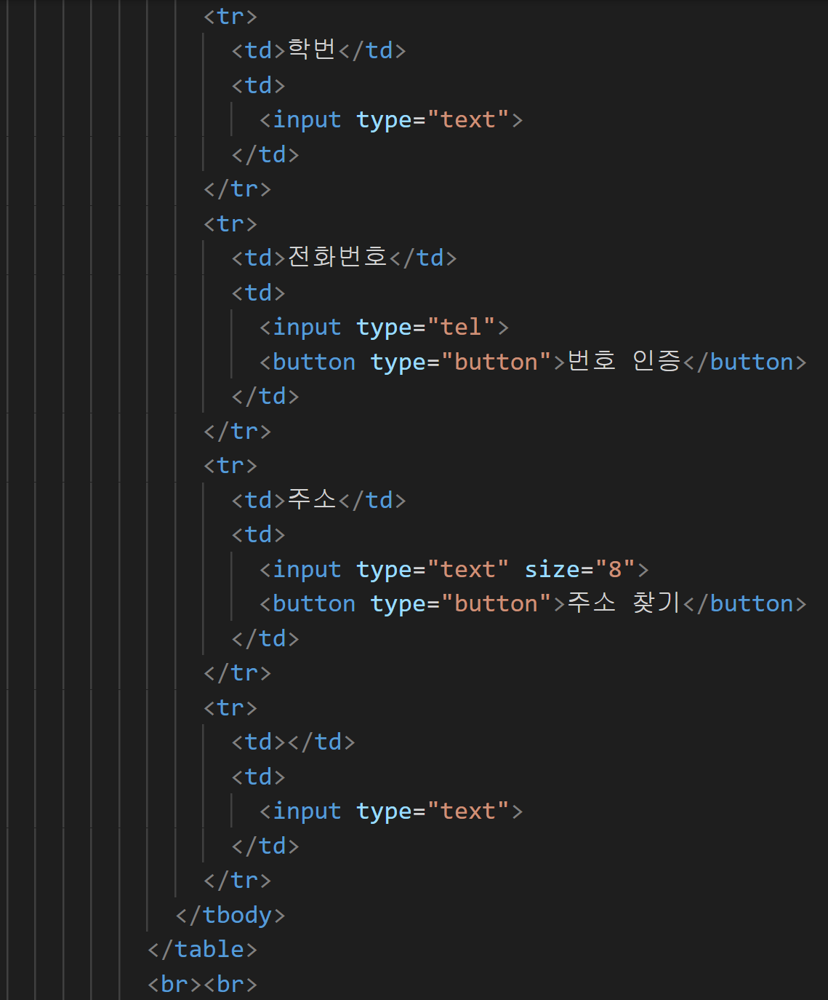 <tr>
<td>학번</td>
<td>
<input type="text">
</td>
</tr>
<tr>
<td>전화번호</td>
<td>
<input type="tel">
<button type="button">번호 인증</button>
</td>
</tr>
<tr>
<td>주소</td>
<td>
<input type="text" size="8">
<button type="button">주소 찾기</button>
</td>
</tr>
<tr>
<td></td>
<td>
<input type="text">
</td>
</tr>
</tbody>
</table>
<br><br>